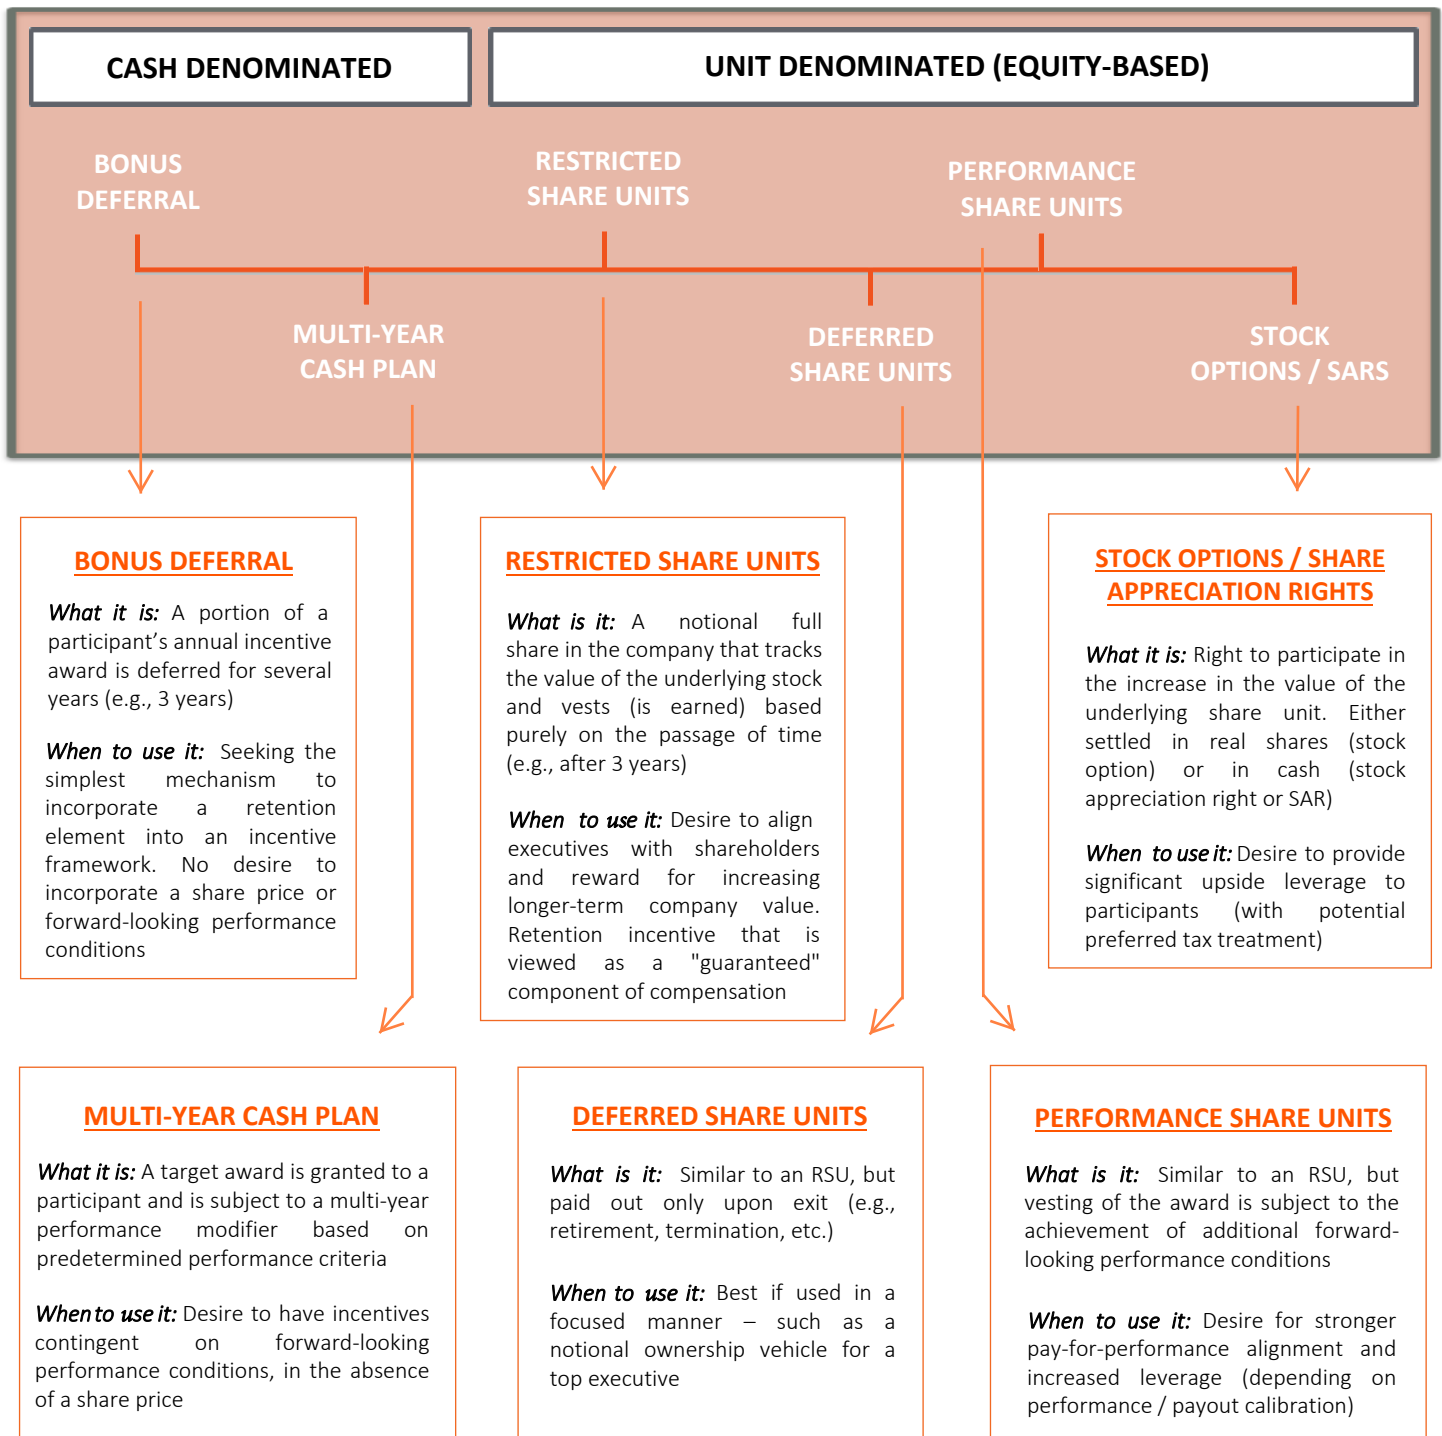 CASH DENOMINATED
UNIT DENOMINATED (EQUITY-BASED)
BONUS
DEFERRAL
RESTRICTED
SHARE UNITS
PERFORMANCE
SHARE UNITS
MULTI-YEAR
CASH PLAN
DEFERRED
SHARE UNITS
STOCK
OPTIONS / SARS
BONUS DEFERRAL
What it is: A portion of a
participant’s annual incentive
award is deferred for several
years (e.g., 3 years)
When to use it: Seeking the
simplest mechanism to
incorporate a retention
element into an incentive
framework. No desire to
incorporate a share price or
forward-looking performance
conditions
RESTRICTED SHARE UNITS
What is it: A notional full
share in the company that tracks
the value of the underlying stock
and vests (is earned) based
purely on the passage of time
(e.g., after 3 years)
When to use it: Desire to align
executives with shareholders
and reward for increasing
longer-term company value.
Retention incentive that is
viewed as a "guaranteed"
component of compensation
STOCK OPTIONS / SHARE
APPRECIATION RIGHTS
What it is: Right to participate in
the increase in the value of the
underlying share unit. Either
settled in real shares (stock
option) or in cash (stock
appreciation right or SAR)
When to use it: Desire to provide
significant upside leverage to
participants (with potential
preferred tax treatment)
MULTI-YEAR CASH PLAN
What it is: A target award is granted to a
participant and is subject to a multi-year
performance modifier based on
predetermined performance criteria
When to use it: Desire to have incentives
contingent on forward-looking
performance conditions, in the absence
of a share price
DEFERRED SHARE UNITS
What is it: Similar to an RSU, but
paid out only upon exit (e.g.,
retirement, termination, etc.)
When to use it: Best if used in a
focused manner – such as a
notional ownership vehicle for a
top executive
PERFORMANCE SHARE UNITS
What is it: Similar to an RSU, but
vesting of the award is subject to the
achievement of additional forward-
looking performance conditions
When to use it: Desire for stronger
pay-for-performance alignment and
increased leverage (depending on
performance / payout calibration)